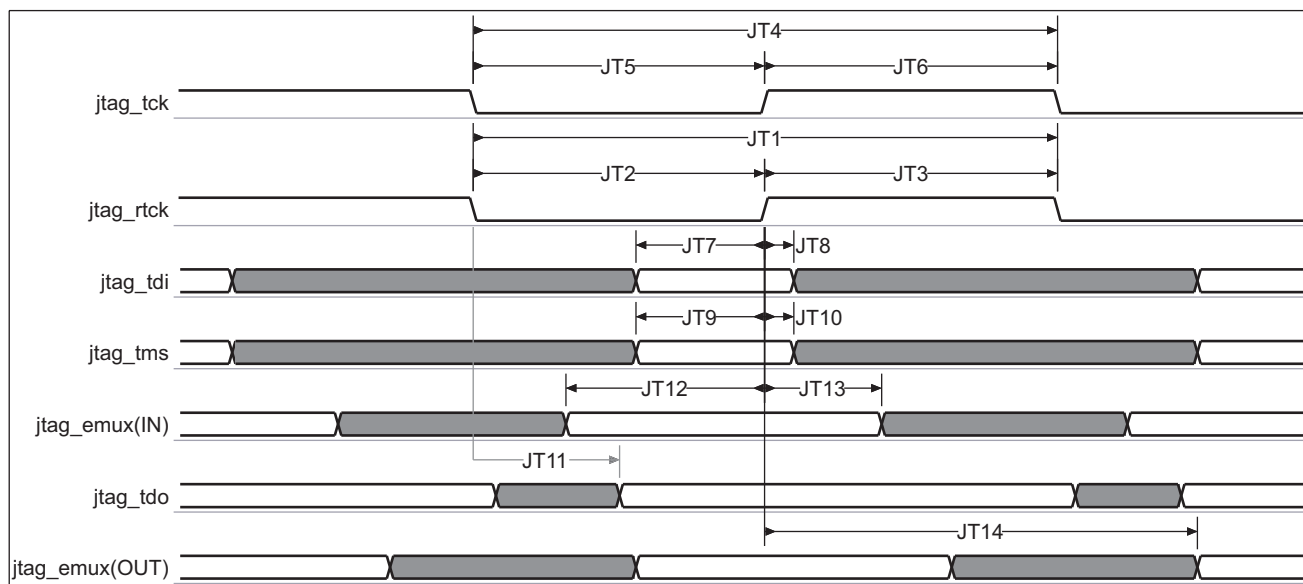 JT4
JT5 JT6
jtag_tck
JT1
JT2 JT3
jtag_rtck
JT7 JT8
jtag_tdi
JT9 JT10
jtag_tms
JT12 JT13
jtag_emux(IN)
JT11
jtag_tdo
JT14
jtag_emux(OUT)